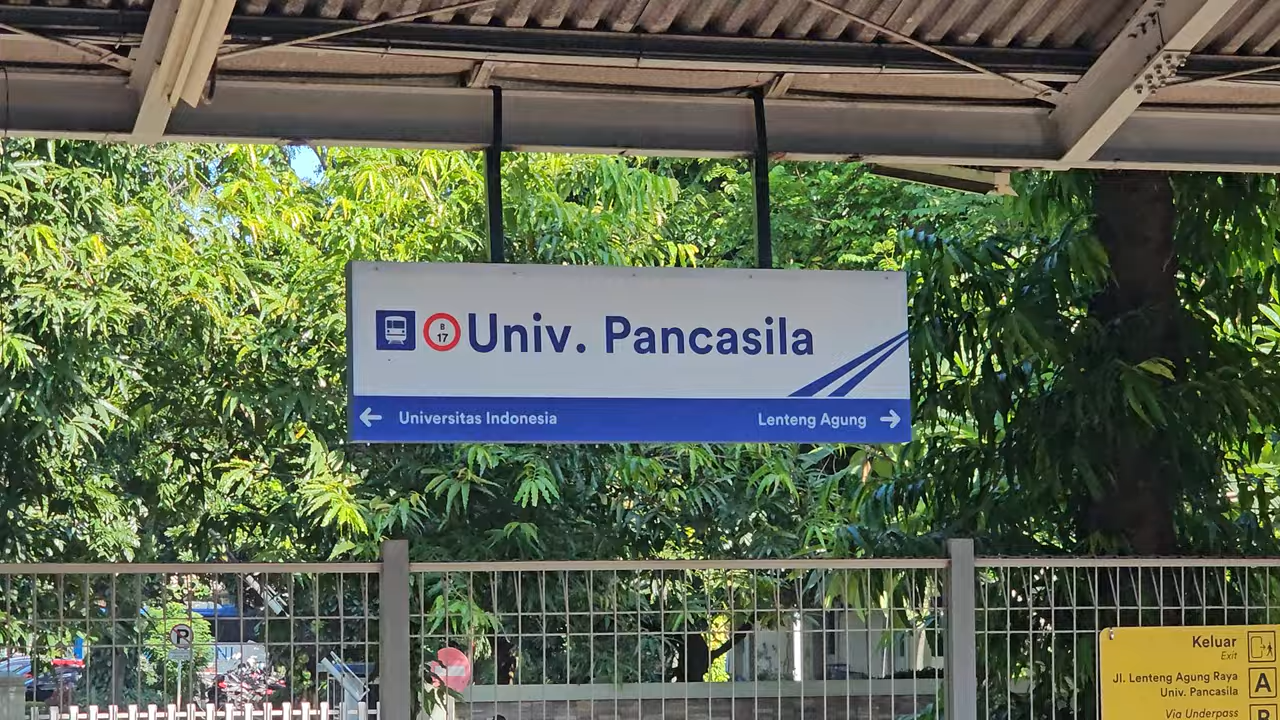 B
17
Univ. Pancasila
← Universitas Indonesia
Lenteng Agung →
P
Keluar
Exit
Jl. Lenteng Agung Raya
Univ. Pancasila
A
Via Underpass